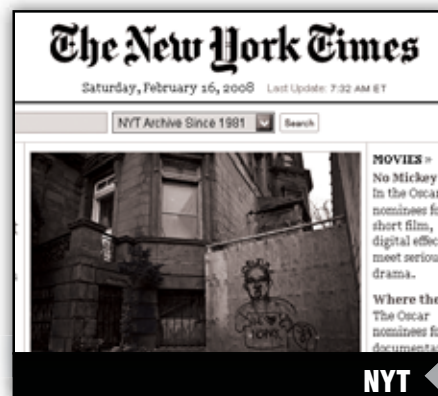 The New York Times
Saturday, February 16, 2008 Last Update: 7:32 AM ET
NYT Archive Since 1981 Search
MOVIES »
No Mickey
In the Oscar
nominees fo
short film,
digital effec
meet seriou
drama.
Where the
The Oscar
nominees fo
documentar
NYT